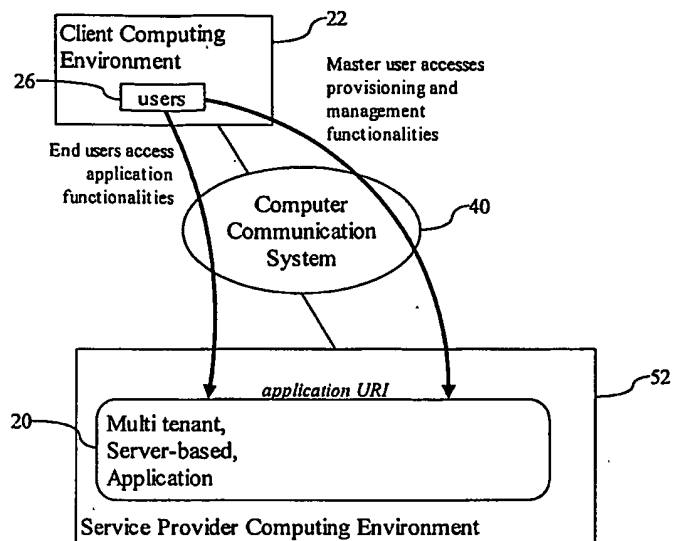 Client Computing
Environment
22
26
users
Master user accesses
provisioning and
management
functionalities
End users access
application
functionalities
Computer
Communication
System
40
52
application URI
20
Multi tenant,
Server-based,
Application
Service Provider Computing Environment